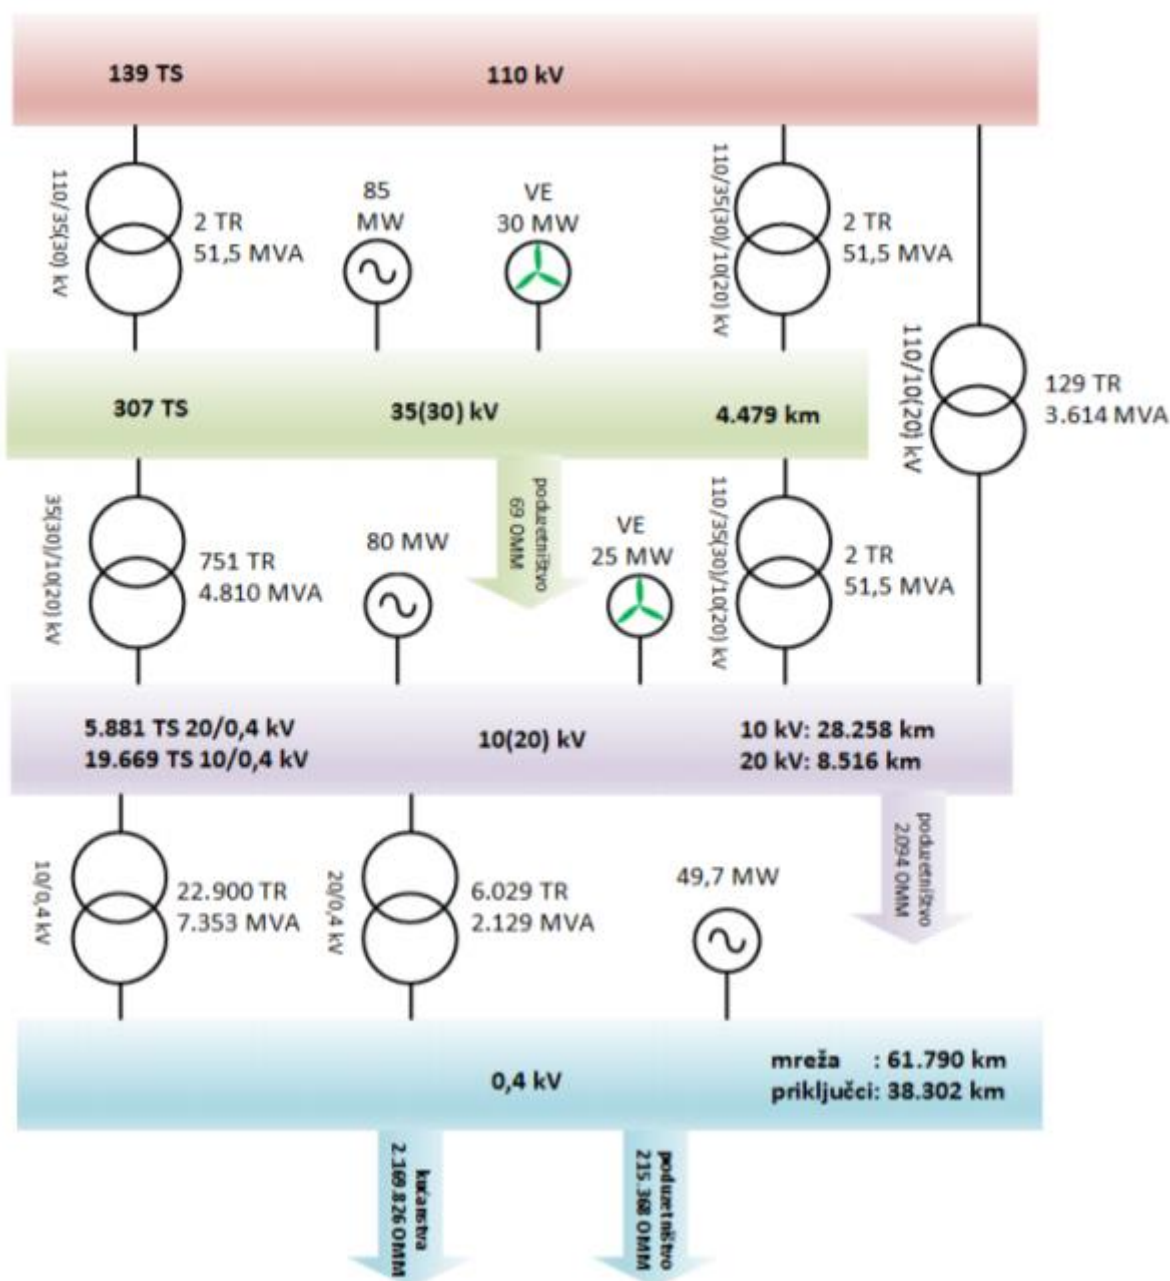 139 TS
110 kV
110/35(30) kV
2 TR
51,5 MVA
85
MW
VE
30 MW
110/35(30)/10(20) kV
2 TR
51,5 MVA
110/10(20) kV
129 TR
3.614 MVA
307 TS
35(30) kV
4.479 km
35(30)/10(20) kV
751 TR
4.810 MVA
80 MW
poduzetništvo
69 OMM
VE
25 MW
110/35(30)/10(20) kV
2 TR
51,5 MVA
5.881 TS 20/0,4 kV
19.669 TS 10/0,4 kV
10(20) kV
10 kV: 28.258 km
20 kV: 8.516 km
10/0,4 kV
22.900 TR
7.353 MVA
20/0,4 kV
6.029 TR
2.129 MVA
49,7 MW
poduzetništvo
2.094 OMM
0,4 kV
mreža : 61.790 km
priključci: 38.302 km
kućanstva
2.169.826 OMM
poduzetništvo
215.368 OMM